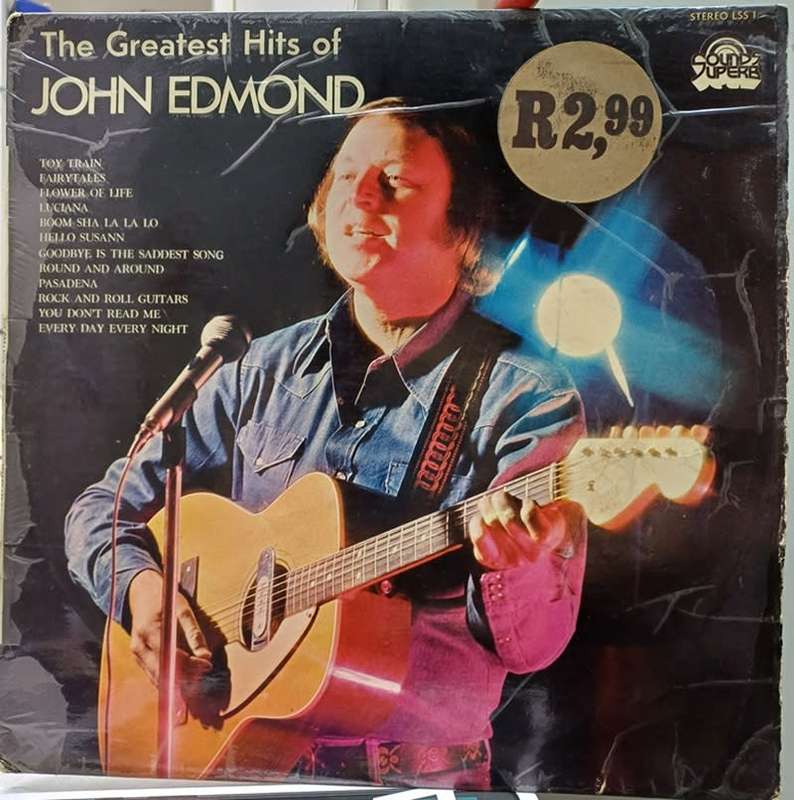 STEREO LSS 1
The Greatest Hits of
JOHN EDMOND
SOUND
SUPERB
R2,99
TOY TRAIN
FAIRYTALES
FLOWER OF LIFE
LUCIANA
BOOM SHA LA LA LO
HELLO SUSANN
GOODBYE IS THE SADDEST SONG
ROUND AND AROUND
PASADENA
ROCK AND ROLL GUITARS
YOU DON'T READ ME
EVERY DAY EVERY NIGHT